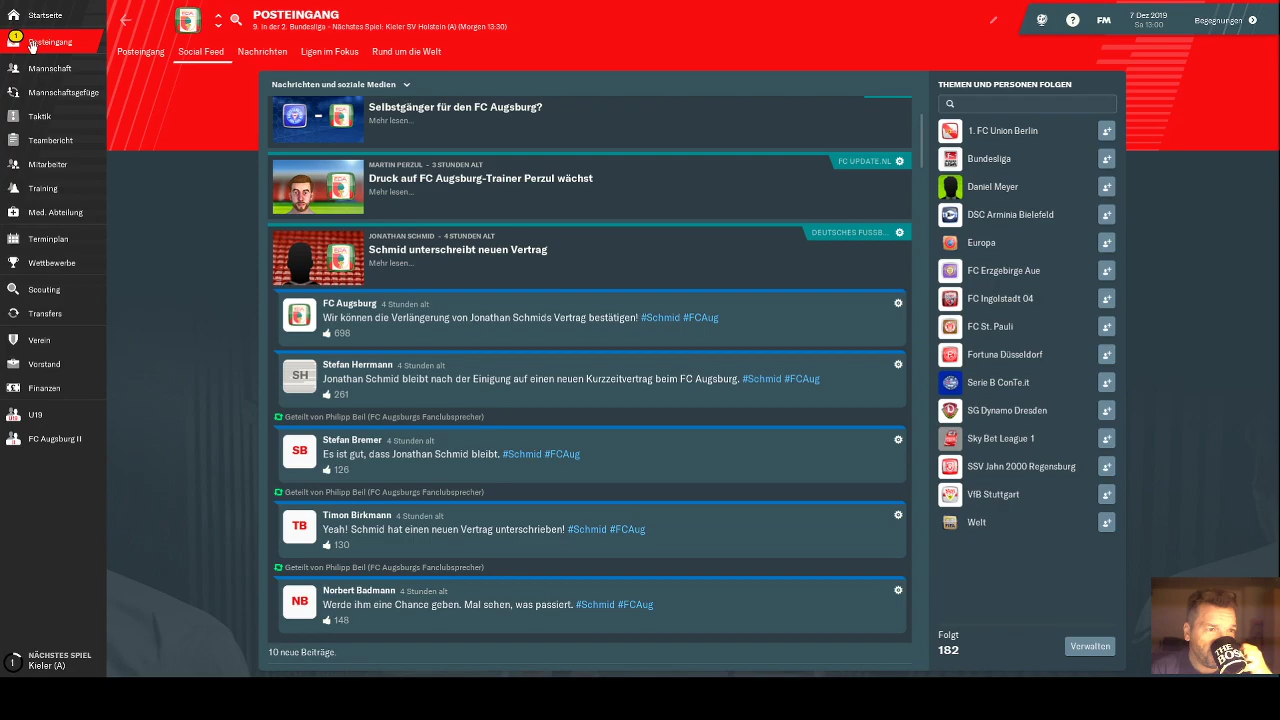 Startseite
1
Posteingang
Mannschaft
Mannschaftsgefüge
Taktik
Teambericht
Mitarbeiter
Training
Med. Abteilung
Terminplan
Wettbewerbe
Scouting
Transfers
Verein
Vorstand
Finanzen
U19
FC Augsburg II
1
NÄCHSTES SPIEL
Kieler (A)
POSTEINGANG
9. in der 2. Bundesliga - Nächstes Spiel: Kieler SV Holstein (A) (Morgen 13:30)
FM
7 Dez 2019
Sa 13:00
Begegnungen
Posteingang
Social Feed
Nachrichten
Ligen im Fokus
Rund um die Welt
Nachrichten und soziale Medien
Selbstgänger für den FC Augsburg?
Mehr lesen...
MARTIN PERZUL - 3 STUNDEN ALT
FC UPDATE.NL
Druck auf FC Augsburg-Trainer Perzul wächst
Mehr lesen...
JONATHAN SCHMID - 4 STUNDEN ALT
DEUTSCHES FUSSB...
Schmid unterschreibt neuen Vertrag
Mehr lesen...
FC Augsburg 4 Stunden alt
Wir können die Verlängerung von Jonathan Schmids Vertrag bestätigen! #Schmid #FCAug
698
SH
Stefan Herrmann 4 Stunden alt
Jonathan Schmid bleibt nach der Einigung auf einen neuen Kurzzeitvertrag beim FC Augsburg. #Schmid #FCAug
261
Geteilt von Philipp Beil (FC Augsburgs Fanclubsprecher)
SB
Stefan Bremer 4 Stunden alt
Es ist gut, dass Jonathan Schmid bleibt. #Schmid #FCAug
126
Geteilt von Philipp Beil (FC Augsburgs Fanclubsprecher)
TB
Timon Birkmann 4 Stunden alt
Yeah! Schmid hat einen neuen Vertrag unterschrieben! #Schmid #FCAug
130
Geteilt von Philipp Beil (FC Augsburgs Fanclubsprecher)
NB
Norbert Badmann 4 Stunden alt
Werde ihm eine Chance geben. Mal sehen, was passiert. #Schmid #FCAug
148
10 neue Beiträge.
THEMEN UND PERSONEN FOLGEN
1. FC Union Berlin
Bundesliga
Daniel Meyer
DSC Arminia Bielefeld
Europa
FC Erzgebirge Aue
FC Ingolstadt 04
FC St. Pauli
Fortuna Düsseldorf
Serie B ConTe.it
SG Dynamo Dresden
Sky Bet League 1
SSV Jahn 2000 Regensburg
VfB Stuttgart
Welt
Folgt
182
Verwalten
THE BOSS